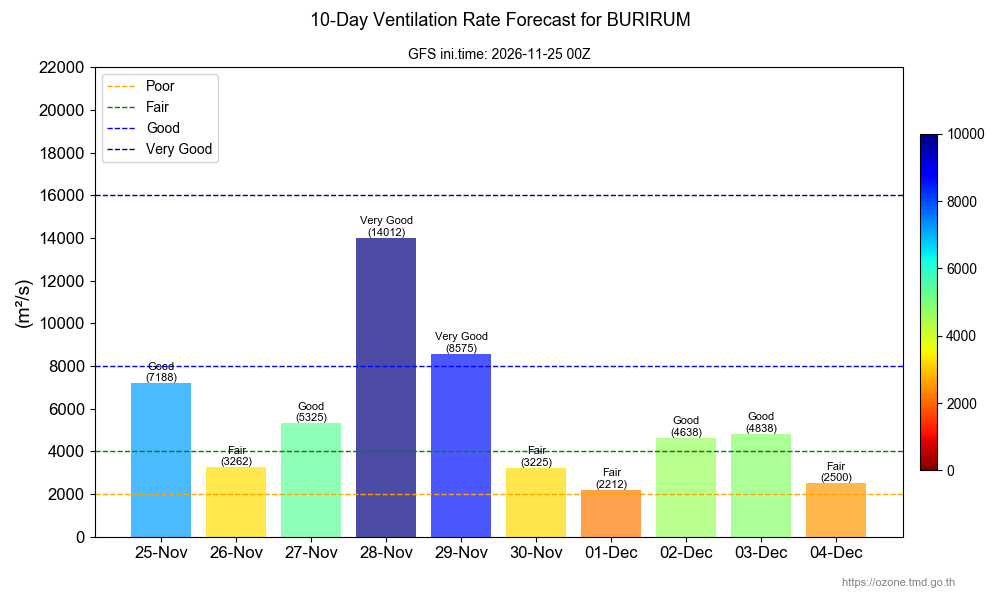 10-Day Ventilation Rate Forecast for BURIRUM
GFS ini.time: 2026-11-25 00Z
22000
20000
18000
16000
14000
12000
10000
8000
6000
4000
2000
0
(m²/s)
Poor
Fair
Good
Very Good
Good
(7188)
Fair
(3262)
Good
(5325)
Very Good
(14012)
Very Good
(8575)
Fair
(3225)
Fair
(2212)
Good
(4638)
Good
(4838)
Fair
(2500)
25-Nov
26-Nov
27-Nov
28-Nov
29-Nov
30-Nov
01-Dec
02-Dec
03-Dec
04-Dec
10000
8000
6000
4000
2000
0
https://ozone.tmd.go.th